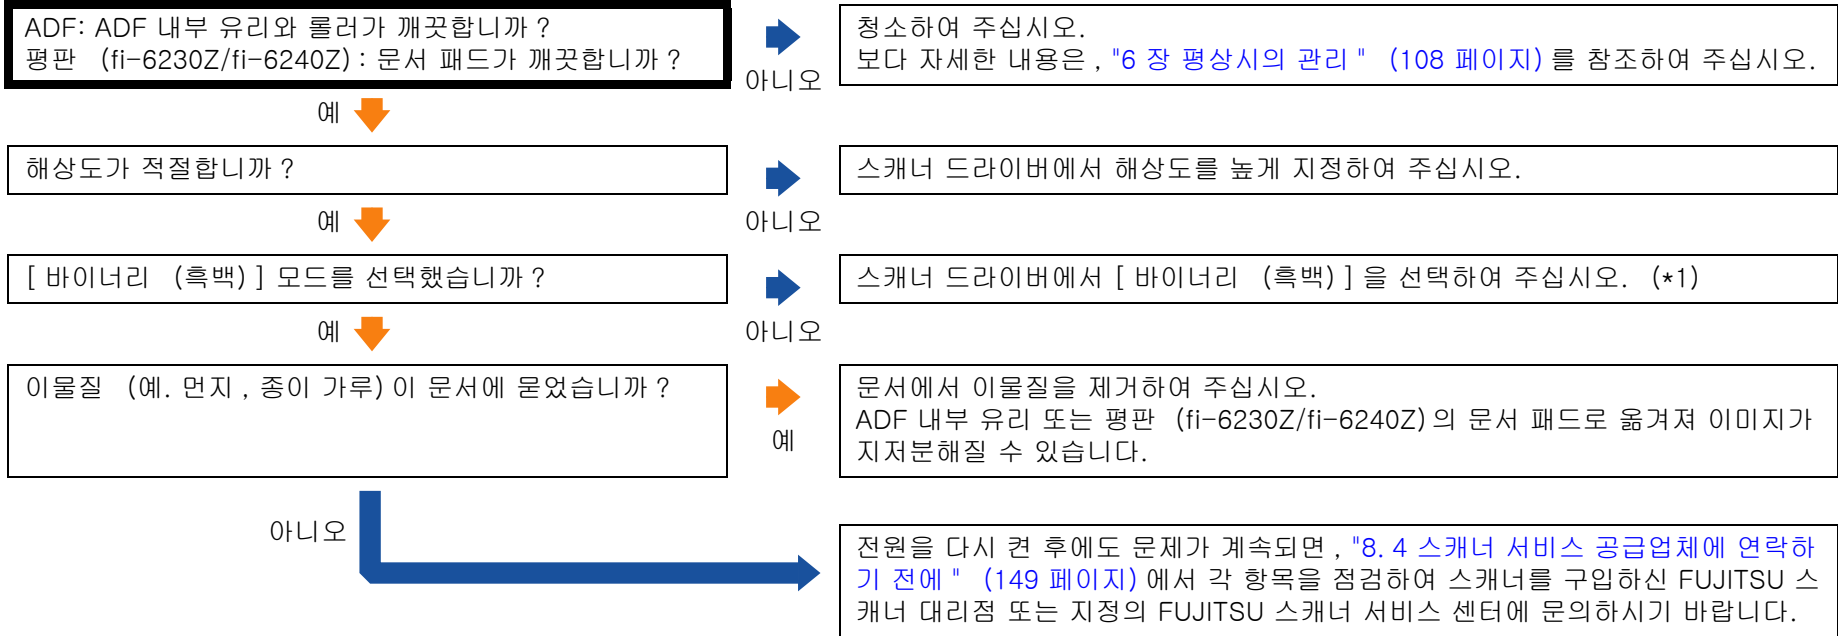 ADF: ADF 내부 유리와 롤러가 깨끗합니까 ?
평판 (fi-6230Z/fi-6240Z) : 문서 패드가 깨끗합니까 ?
아니오
청소하여 주십시오.
보다 자세한 내용은 , "6 장 평상시의 관리 " (108 페이지) 를 참조하여 주십시오.
예
해상도가 적절합니까 ?
아니오
스캐너 드라이버에서 해상도를 높게 지정하여 주십시오.
예
[ 바이너리 (흑백) ] 모드를 선택했습니까 ?
아니오
스캐너 드라이버에서 [ 바이너리 (흑백) ] 을 선택하여 주십시오. (*1)
예
이물질 (예. 먼지 , 종이 가루) 이 문서에 묻었습니까 ?
예
문서에서 이물질을 제거하여 주십시오.
ADF 내부 유리 또는 평판 (fi-6230Z/fi-6240Z) 의 문서 패드로 옮겨져 이미지가
지저분해질 수 있습니다.
아니오
전원을 다시 켠 후에도 문제가 계속되면 , "8. 4 스캐너 서비스 공급업체에 연락하
기 전에 " (149 페이지) 에서 각 항목을 점검하여 스캐너를 구입하신 FUJITSU 스
캐너 대리점 또는 지정의 FUJITSU 스캐너 서비스 센터에 문의하시기 바랍니다.